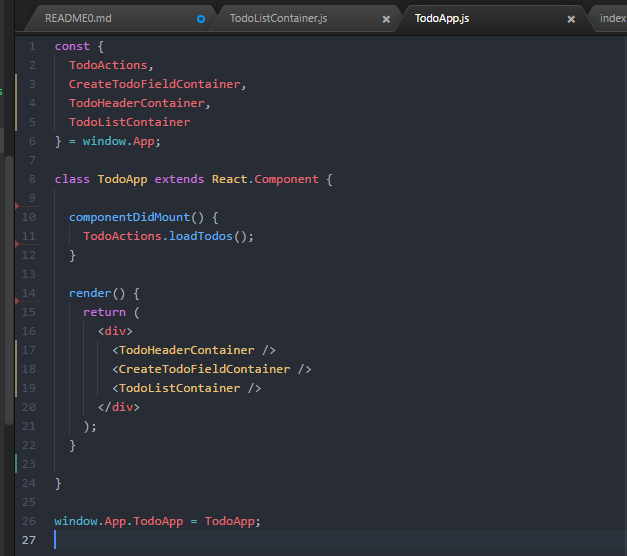 README0.md TodoListContainer.js TodoApp.js index
1 const {
2   TodoActions,
3   CreateTodoFieldContainer,
4   TodoHeaderContainer,
5   TodoListContainer
6 } = window.App;
7
8 class TodoApp extends React.Component {
9
10   componentDidMount() {
11     TodoActions.loadTodos();
12   }
13
14   render() {
15     return (
16       <div>
17         <TodoHeaderContainer />
18         <CreateTodoFieldContainer />
19         <TodoListContainer />
20       </div>
21     );
22   }
23
24 }
25
26 window.App.TodoApp = TodoApp;
27